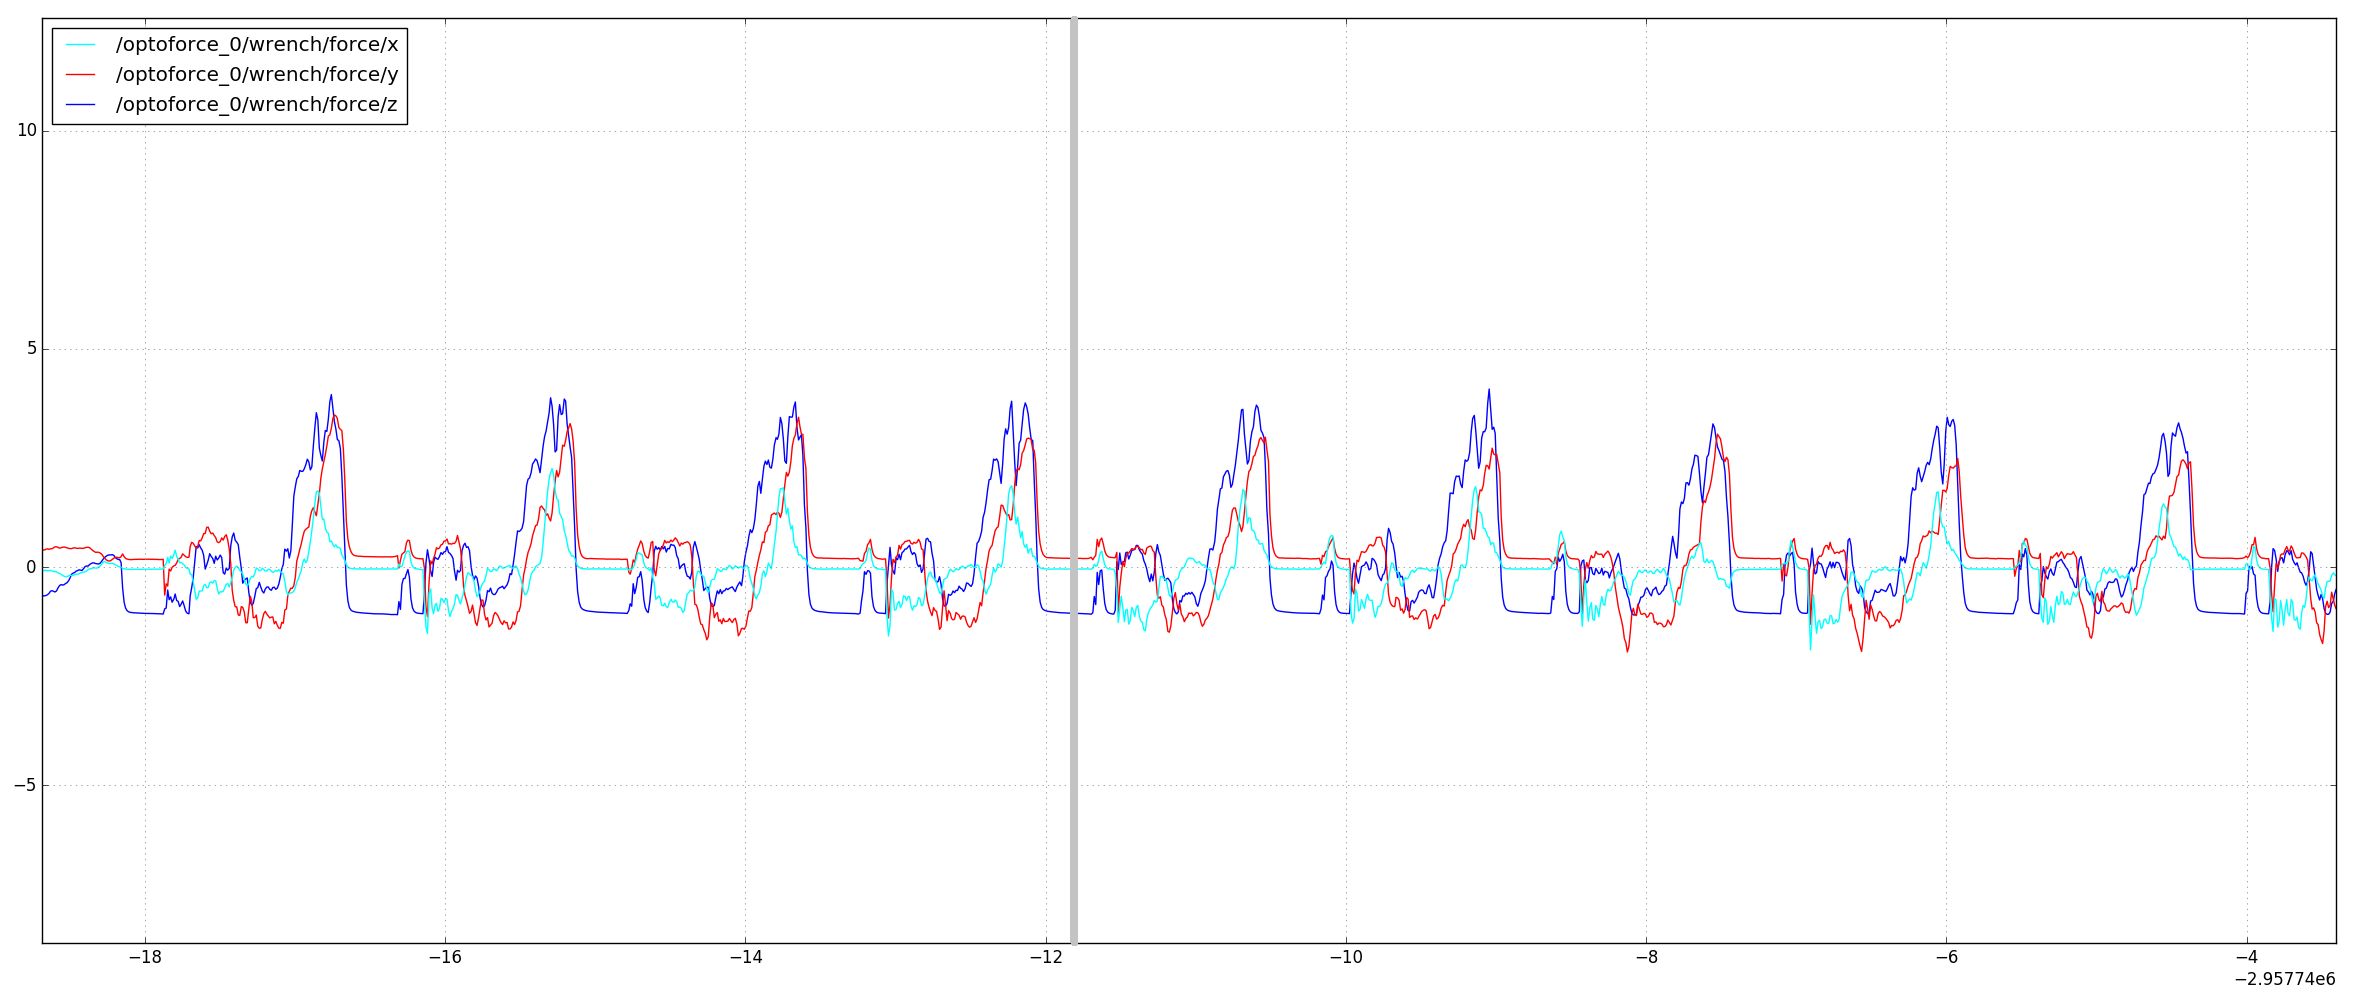 /optoforce_0/wrench/force/x
/optoforce_0/wrench/force/y
/optoforce_0/wrench/force/z
10
5
0
−5
−18 −16 −14 −12 −10 −8 −6 −4
−2.95774e6